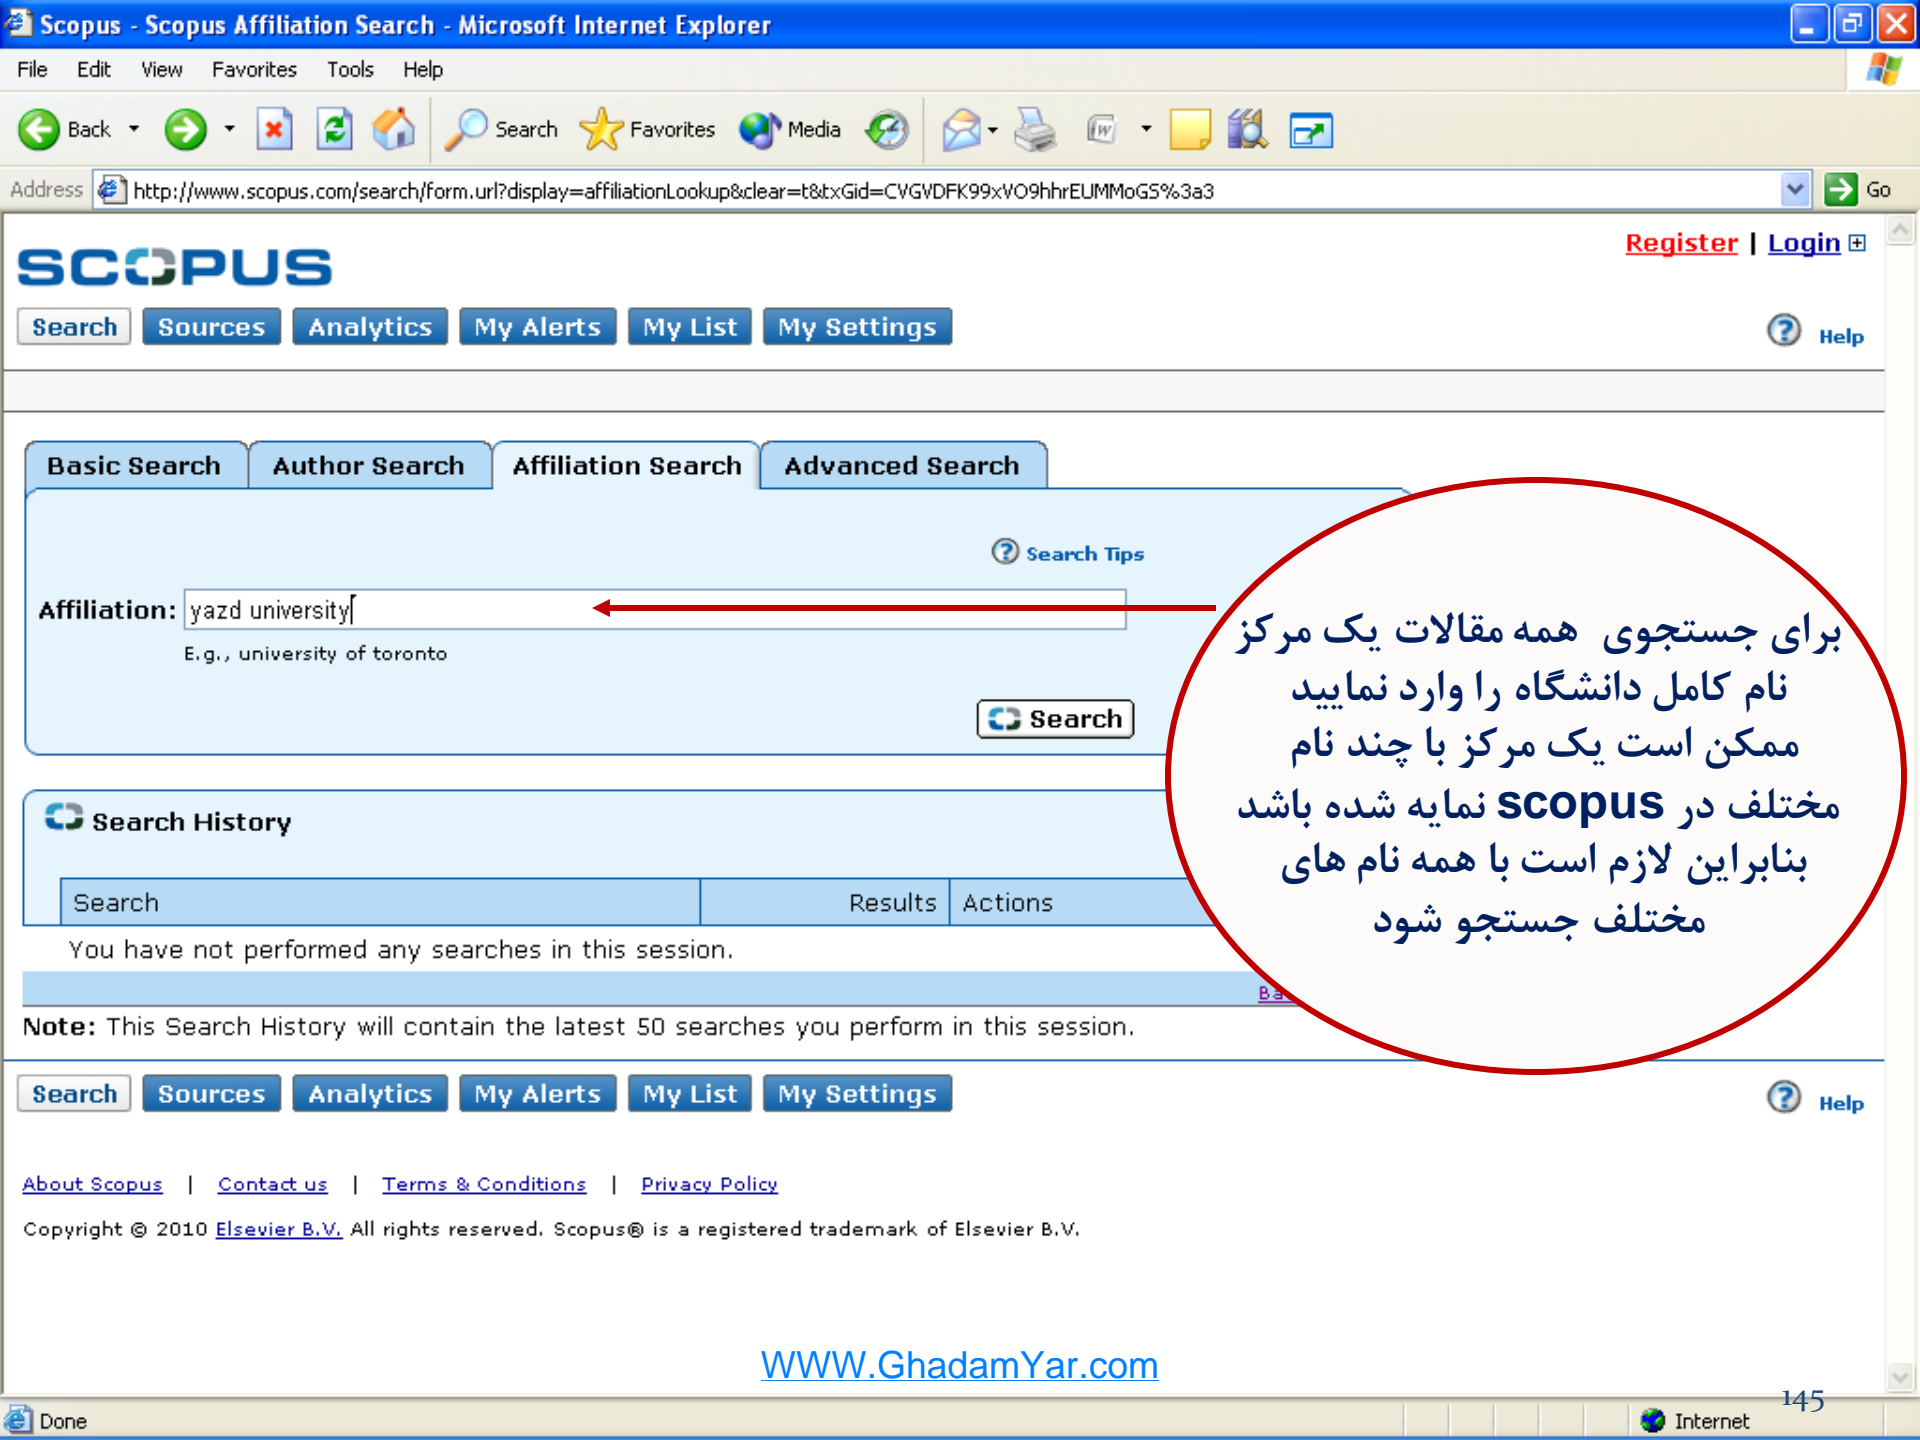 Scopus - Scopus Affiliation Search - Microsoft Internet Explorer
File Edit View Favorites Tools Help
Back Search Favorites Media
Address http://www.scopus.com/search/form.url?display=affiliationLookup&clear=t&txGid=CVGVDFK99xVO9hhrEUMMoGS%3a3 Go
Register | Login
SCOPUS
Search Sources Analytics My Alerts My List My Settings
Help
Basic Search Author Search Affiliation Search Advanced Search
Search Tips
Affiliation: yazd university
E.g., university of toronto
Search
برای جستجوی همه مقالات یک مرکز
نام کامل دانشگاه را وارد نمایید
ممکن است یک مرکز با چند نام
مختلف در scopus نمایه شده باشد
بنابراین لازم است با همه نام های
مختلف جستجو شود
Search History
Search Results Actions
You have not performed any searches in this session.
Note: This Search History will contain the latest 50 searches you perform in this session.
Search Sources Analytics My Alerts My List My Settings
Help
About Scopus | Contact us | Terms & Conditions | Privacy Policy
Copyright © 2010 Elsevier B.V. All rights reserved. Scopus® is a registered trademark of Elsevier B.V.
WWW.GhadamYar.com
145
Done Internet